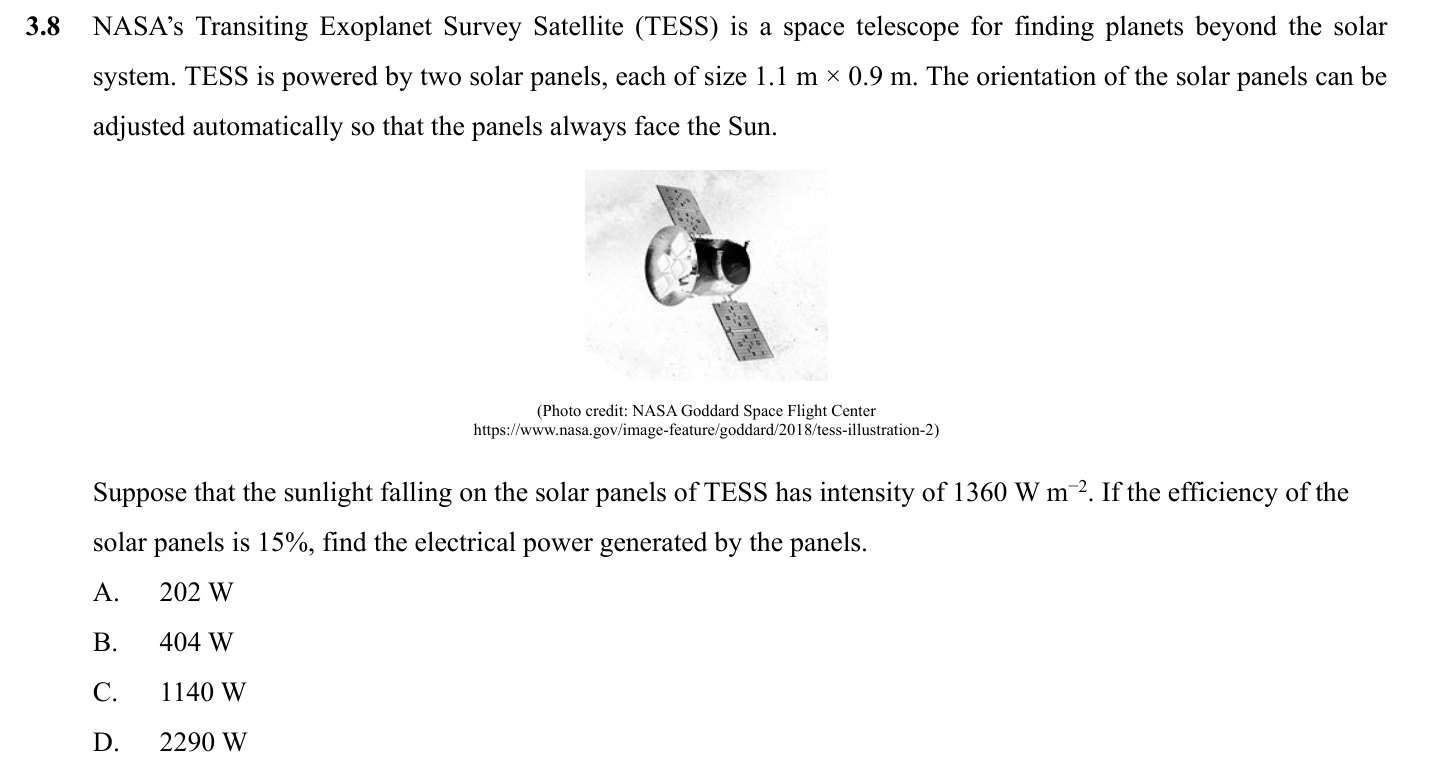 3.8 NASA’s Transiting Exoplanet Survey Satellite (TESS) is a space telescope for finding planets beyond the solar
system. TESS is powered by two solar panels, each of size 1.1 m × 0.9 m. The orientation of the solar panels can be
adjusted automatically so that the panels always face the Sun.
(Photo credit: NASA Goddard Space Flight Center
https://www.nasa.gov/image-feature/goddard/2018/tess-illustration-2)
Suppose that the sunlight falling on the solar panels of TESS has intensity of 1360 W m⁻². If the efficiency of the
solar panels is 15%, find the electrical power generated by the panels.
A. 202 W
B. 404 W
C. 1140 W
D. 2290 W